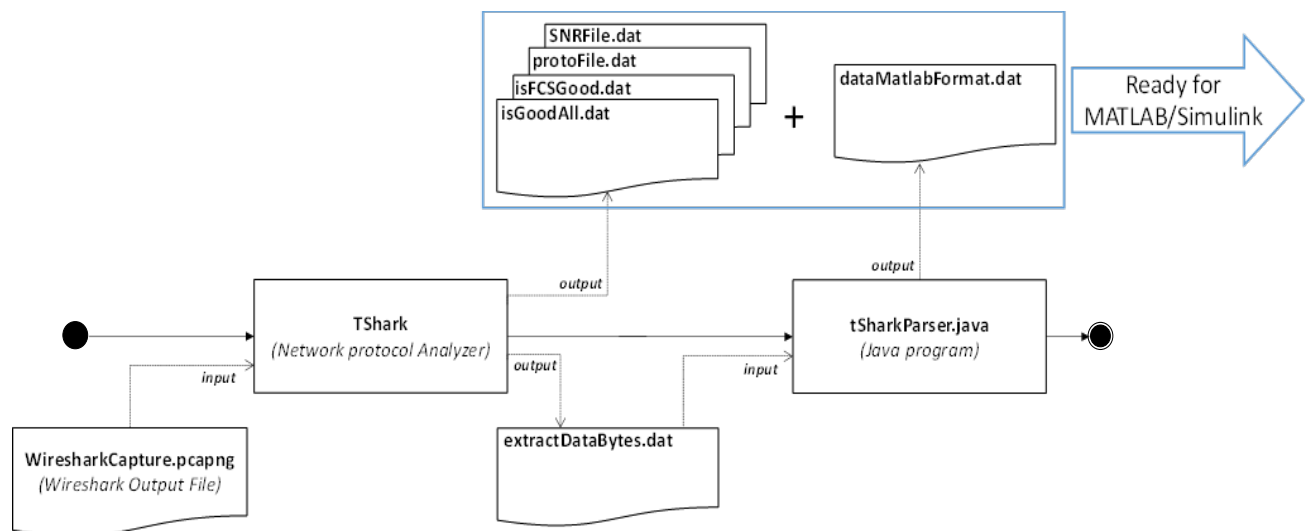 SNRFile.dat
protoFile.dat
isFCSGood.dat
isGoodAll.dat
+
dataMatlabFormat.dat
Ready for
MATLAB/Simulink
output
output
TShark
(Network protocol Analyzer)
tSharkParser.java
(Java program)
input
output
input
WiresharkCapture.pcapng
(Wireshark Output File)
extractDataBytes.dat